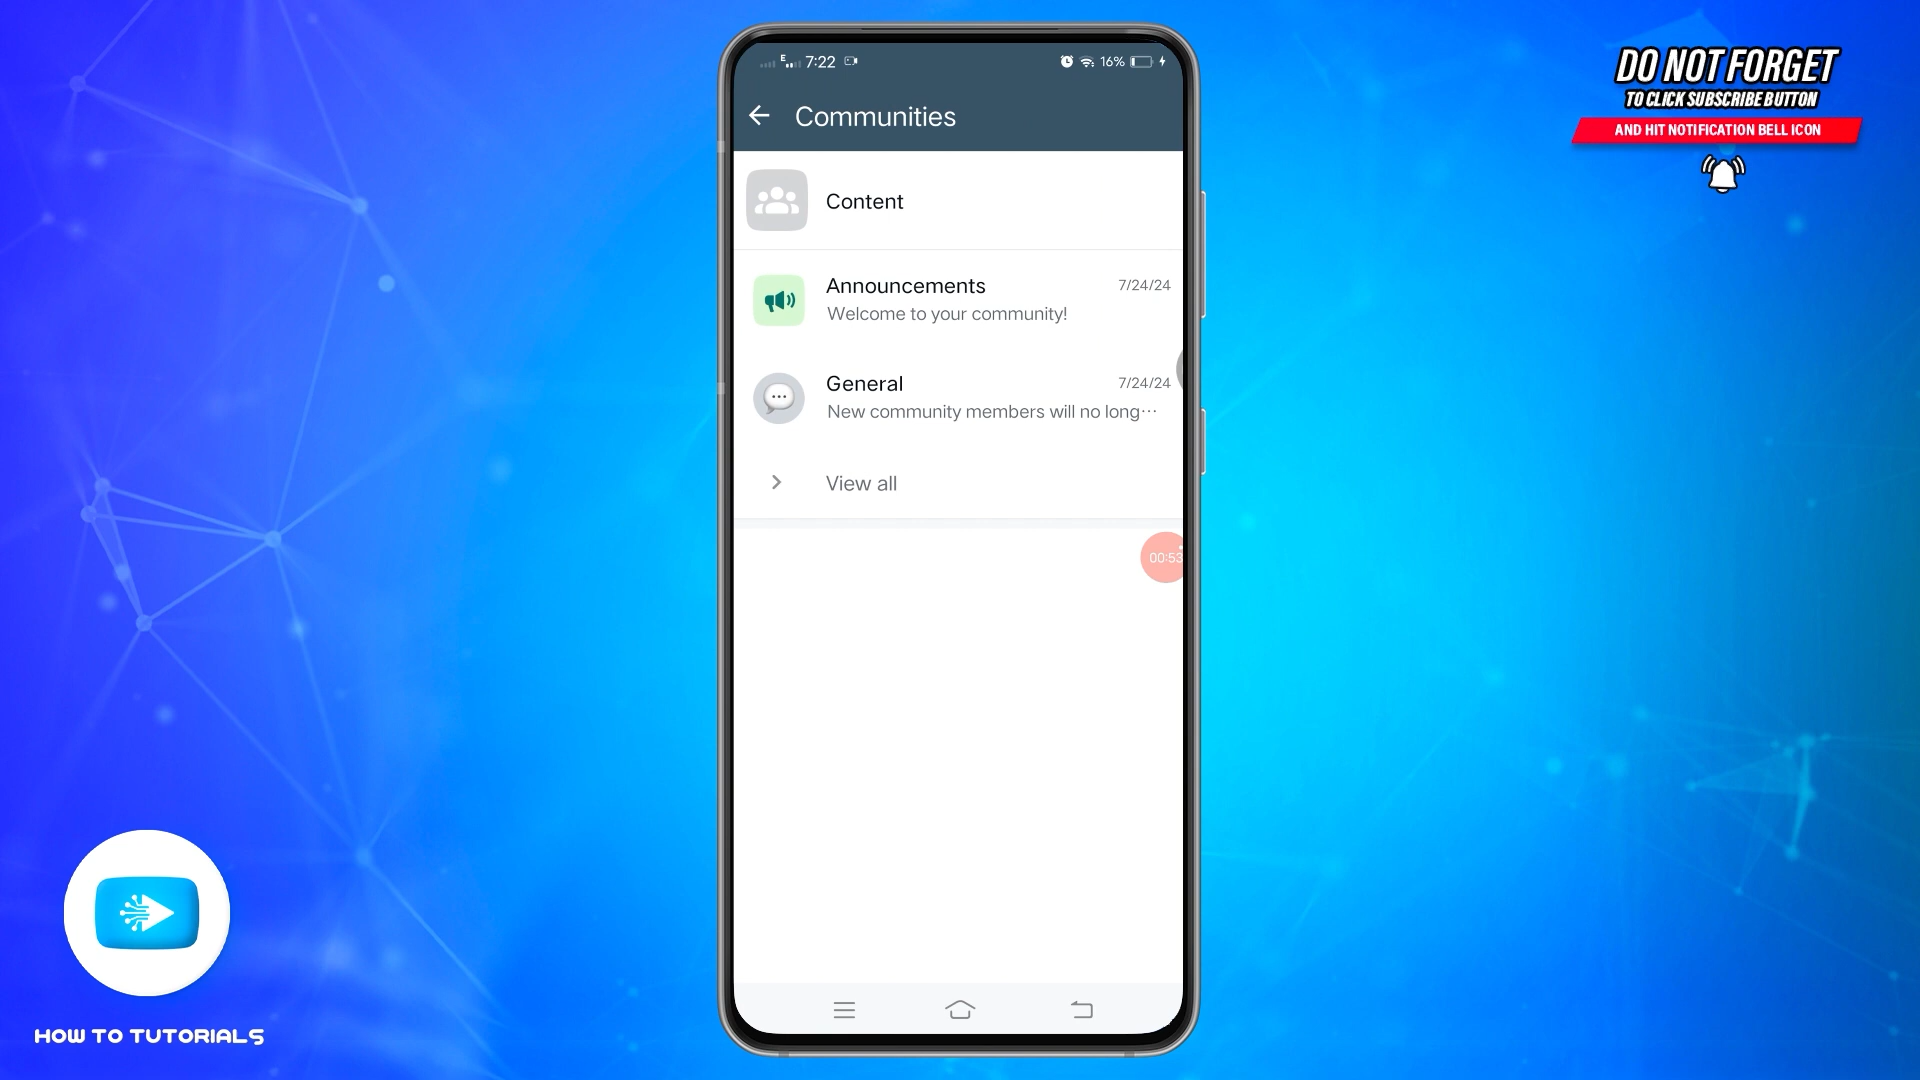 7:22
16%
Communities
Content
Announcements
7/24/24
Welcome to your community!
General
7/24/24
New community members will no long···
View all
00:53
DO NOT FORGET
TO CLICK SUBSCRIBE BUTTON
AND HIT NOTIFICATION BELL ICON
HOW TO TUTORIALS